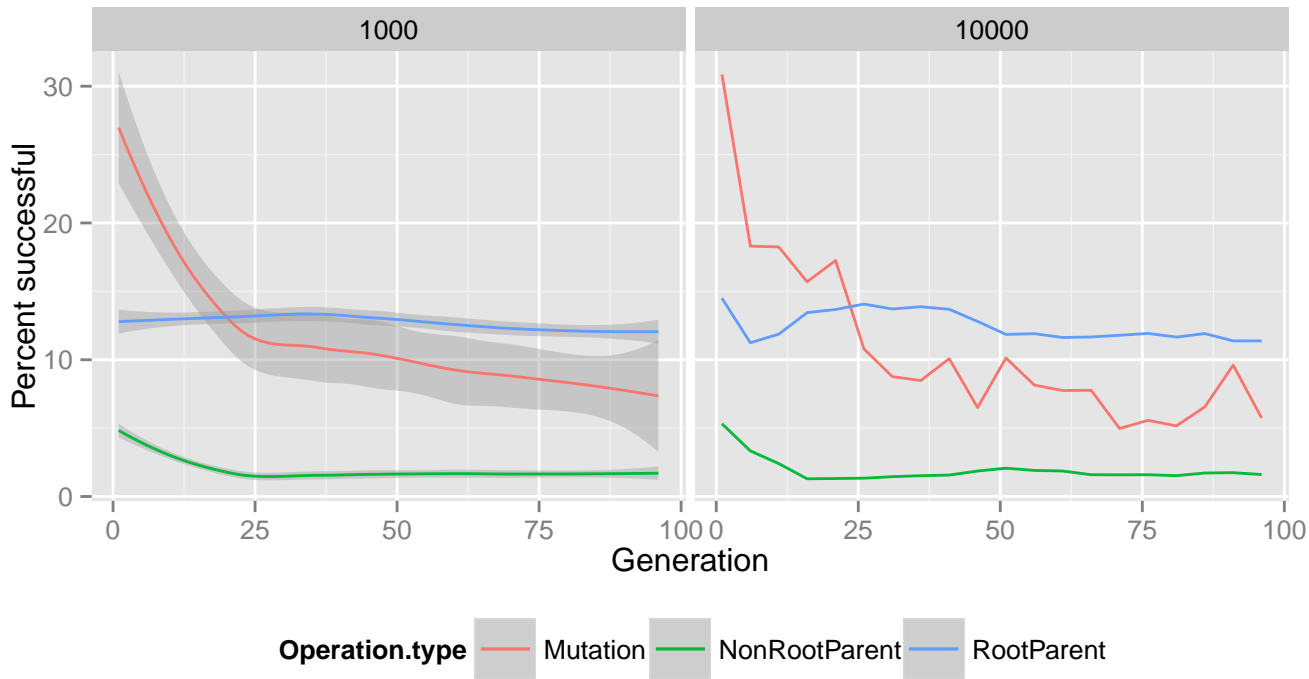 1000
10000
Percent successful
30
20
10
0
0 25 50 75 100 0 25 50 75 100
Generation
Operation.type Mutation NonRootParent RootParent